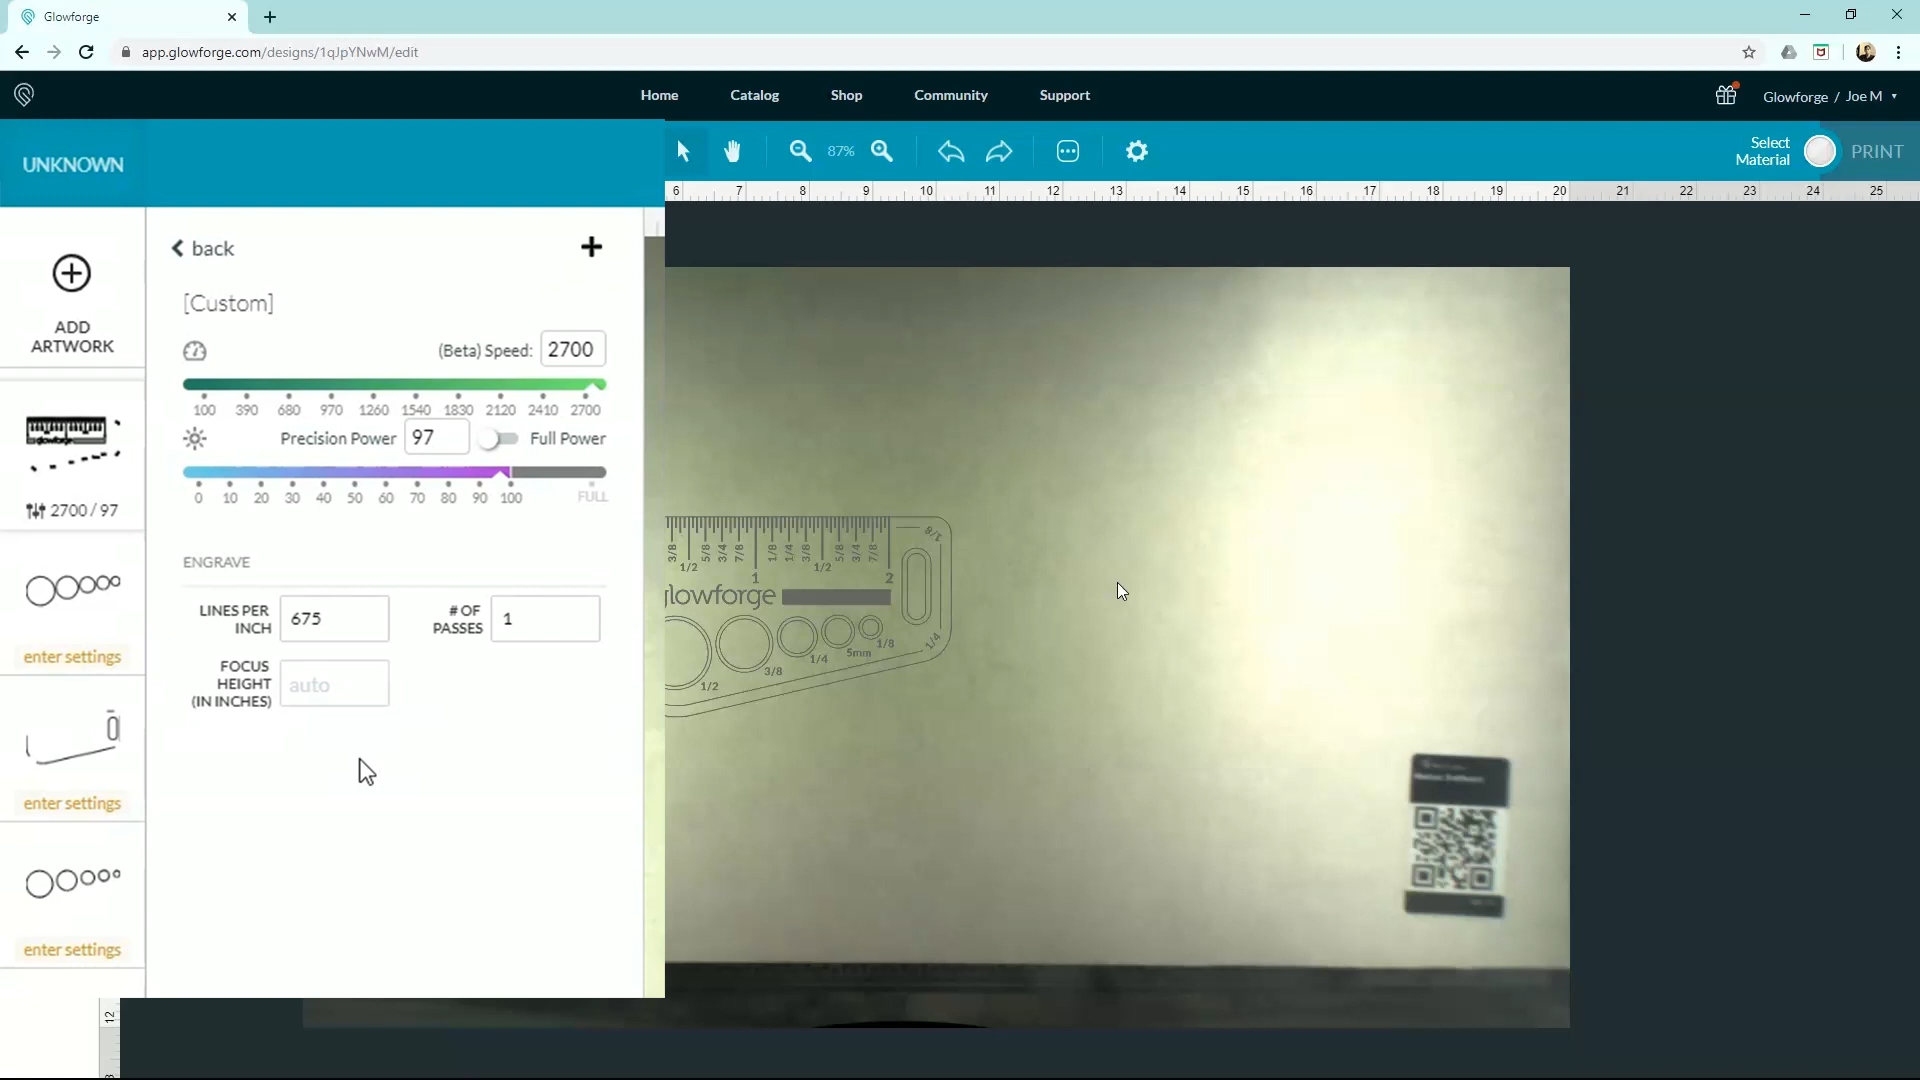 Glowforge
app.glowforge.com/designs/1qJpYNwM/edit
Home Catalog Shop Community Support
Glowforge / Joe M
UNKNOWN
87%
Select
Material
PRINT
6 7 8 9 10 11 12 13 14 15 16 17 18 19 20 21 22 23 24 25
back
ADD
ARTWORK
[Custom]
(Beta) Speed: 2700
100 390 680 970 1260 1540 1830 2120 2410 2700
Precision Power 97 Full Power
0 10 20 30 40 50 60 70 80 90 100 FULL
2700 / 97
ENGRAVE
LINES PER
INCH
675
# OF
PASSES
1
FOCUS
HEIGHT
(IN INCHES)
auto
enter settings
enter settings
enter settings
3/8 1/2 5/8 3/4 7/8 1 1/8 1/4 3/8 1/2 5/8 3/4 7/8 2
1/8
glowforge
1/2 3/8 1/4 5mm 1/8
1/4
12